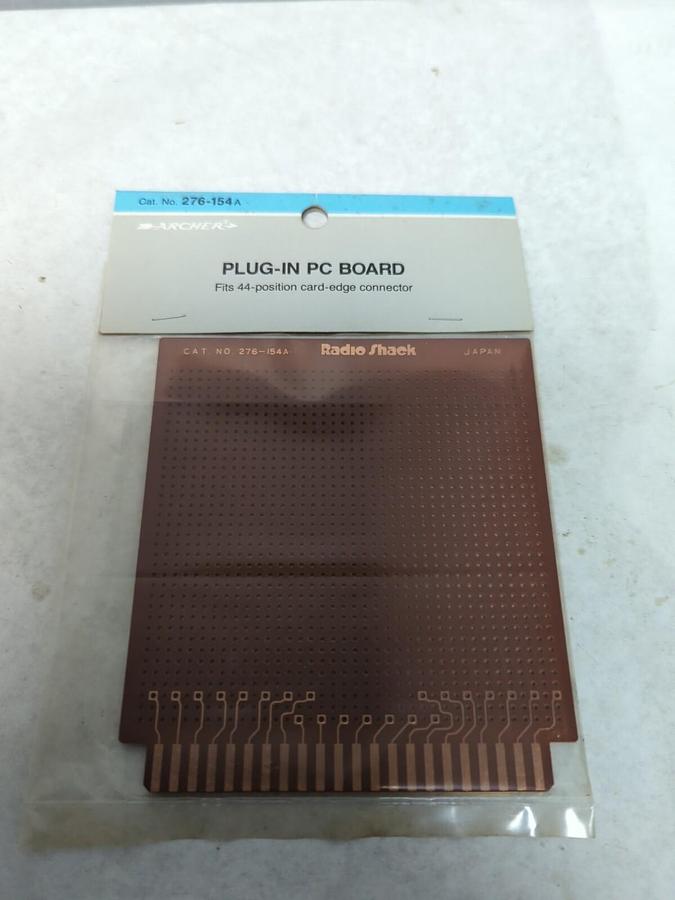 Cat. No. 276-154A
ARCHER
PLUG-IN PC BOARD
Fits 44-position card-edge connector
CAT NO. 276-154A Radio Shack JAPAN